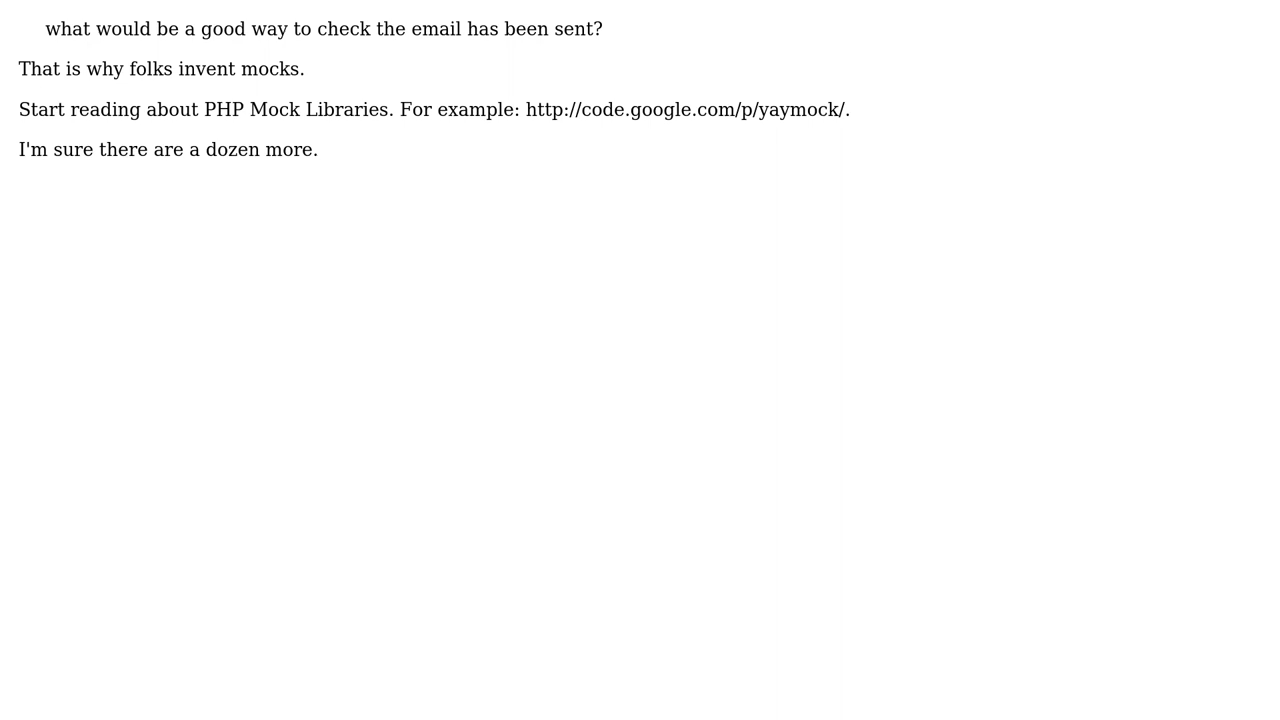 what would be a good way to check the email has been sent?
That is why folks invent mocks.
Start reading about PHP Mock Libraries. For example: http://code.google.com/p/yaymock/.
I'm sure there are a dozen more.